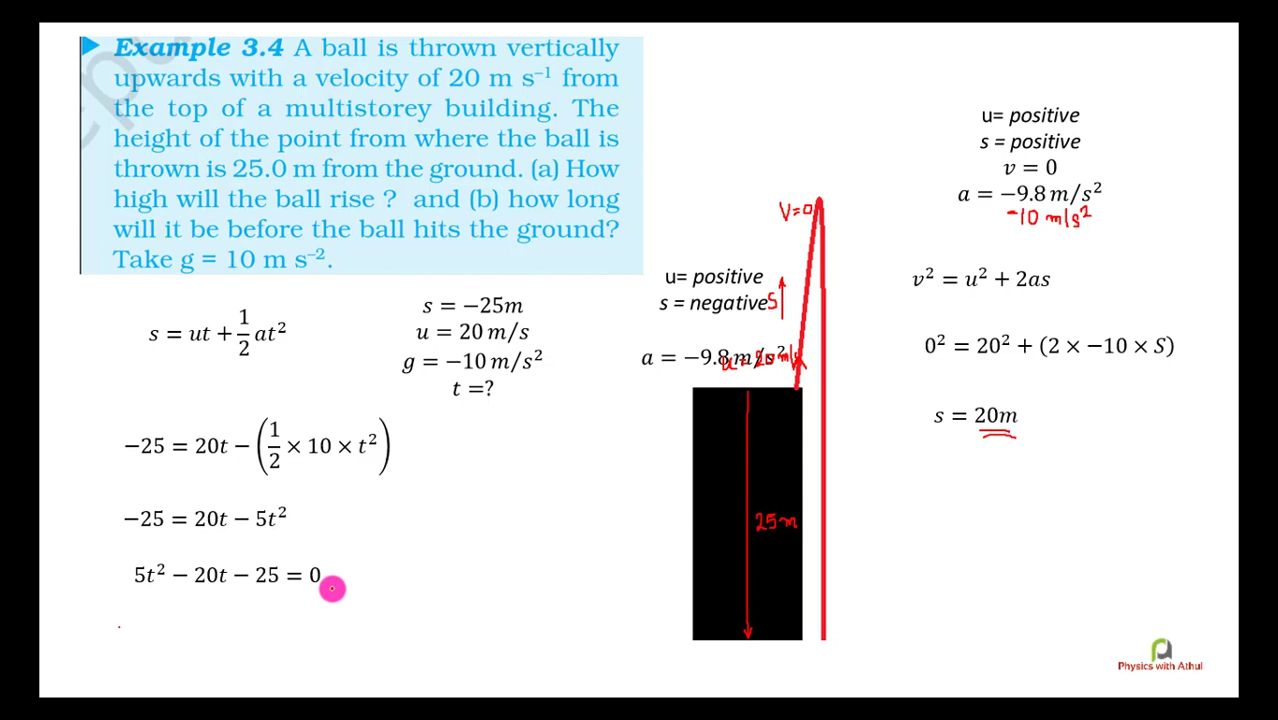 Example 3.4 A ball is thrown vertically
upwards with a velocity of 20 m s⁻¹ from
the top of a multistorey building. The
height of the point from where the ball is
thrown is 25.0 m from the ground. (a) How
high will the ball rise ? and (b) how long
will it be before the ball hits the ground?
Take g = 10 m s⁻².
s = ut + 1/2 at²
s = −25m
u = 20 m/s
g = −10 m/s²
t =?
−25 = 20t − (1/2 × 10 × t²)
−25 = 20t − 5t²
5t² − 20t − 25 = 0
V=0
u= positive
s = negative
S
a = −9.8 m/s²
u = 20 m/s
25m
u= positive
s = positive
v = 0
a = −9.8 m/s²
-10 m/s²
v² = u² + 2as
0² = 20² + (2 × −10 × S)
s = 20m
Physics with Athul